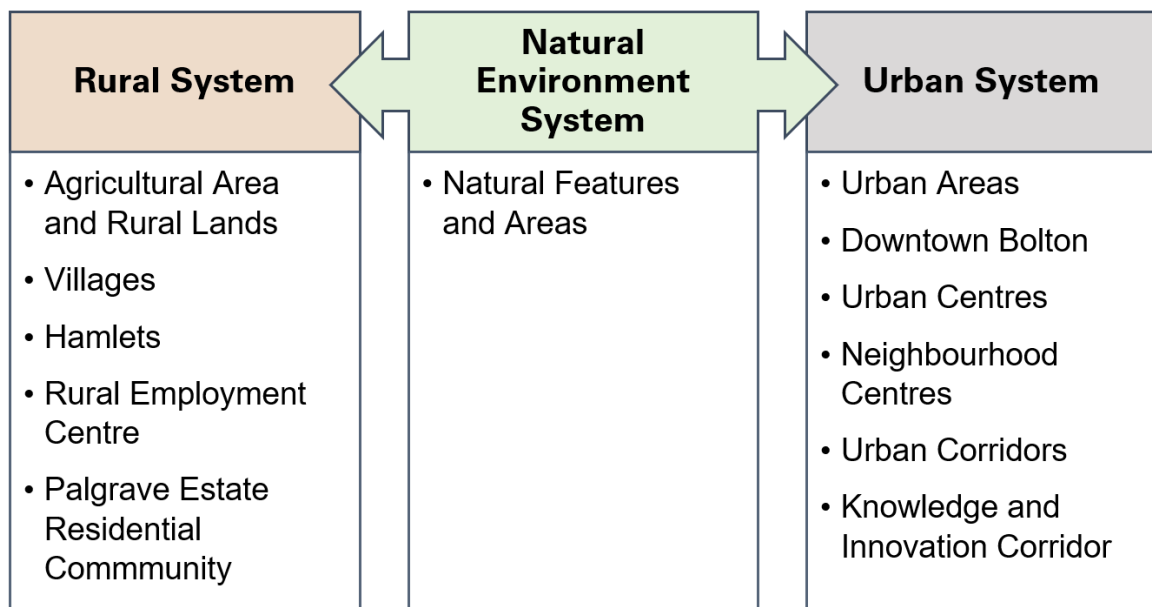 Rural System
• Agricultural Area
and Rural Lands
• Villages
• Hamlets
• Rural Employment
Centre
• Palgrave Estate
Residential
Commmunity
Natural
Environment
System
• Natural Features
and Areas
Urban System
• Urban Areas
• Downtown Bolton
• Urban Centres
• Neighbourhood
Centres
• Urban Corridors
• Knowledge and
Innovation Corridor